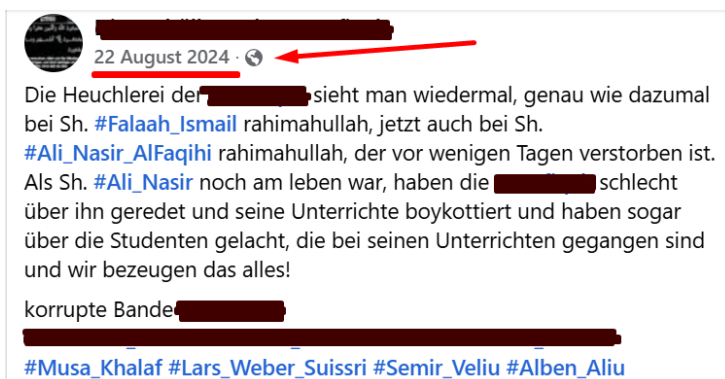 22 August 2024 ·
Die Heuchlerei der sieht man wiedermal, genau wie dazumal
bei Sh. #Falaah_Ismail rahimahullah, jetzt auch bei Sh.
#Ali_Nasir_AlFaqihi rahimahullah, der vor wenigen Tagen verstorben ist.
Als Sh. #Ali_Nasir noch am leben war, haben die schlecht
über ihn geredet und seine Unterrichte boykottiert und haben sogar
über die Studenten gelacht, die bei seinen Unterrichten gegangen sind
und wir bezeugen das alles!
korrupte Bande
#Musa_Khalaf #Lars_Weber_Suissri #Semir_Veliu #Alben_Aliu